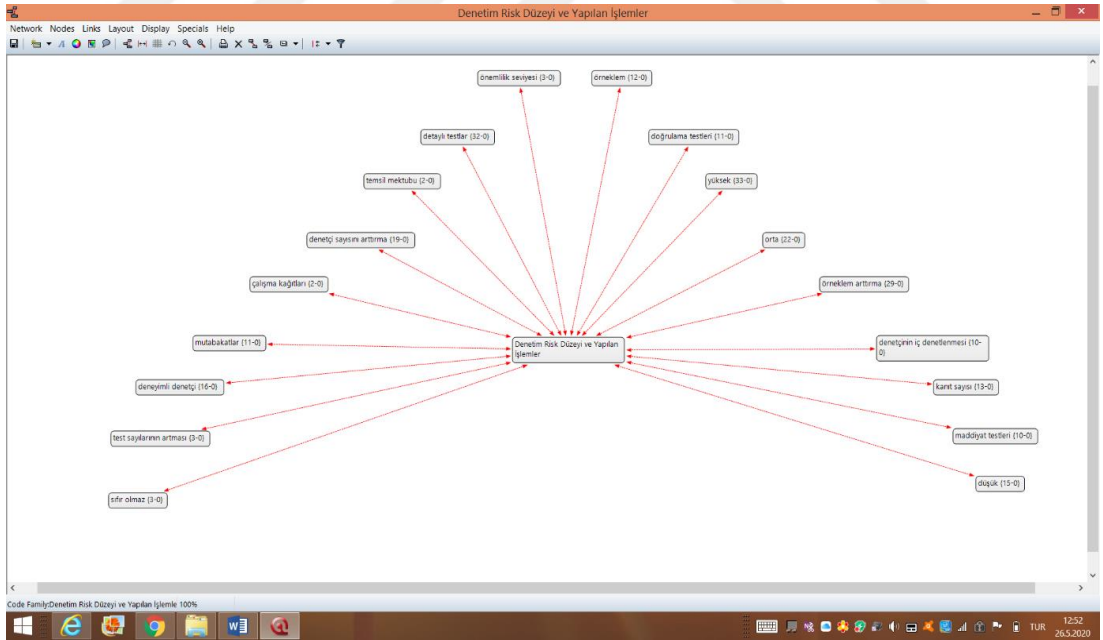 Denetim Risk Düzeyi ve Yapılan İşlemler
Network Nodes Links Layout Display Specials Help
önemlilik seviyesi (3-0)
örneklem (12-0)
detaylı testlar (32-0)
doğrulama testleri (11-0)
temsil mektubu (2-0)
yüksek (33-0)
denetçi sayısını arttırma (19-0)
orta (22-0)
çalışma kağıtları (2-0)
örneklem arttırma (29-0)
mutabakatlar (11-0)
Denetim Risk Düzeyi ve Yapılan
işlemler
denetçinin iç denetlenmesi (10-
0)
deneyimli denetçi (16-0)
kanıt sayısı (13-0)
test sayılarının artması (3-0)
maddiyat testleri (10-0)
sıfır olmaz (3-0)
düşük (15-0)
Code Family:Denetim Risk Düzeyi ve Yapılan İşlemle 100%
TUR
12:52
26.5.2020